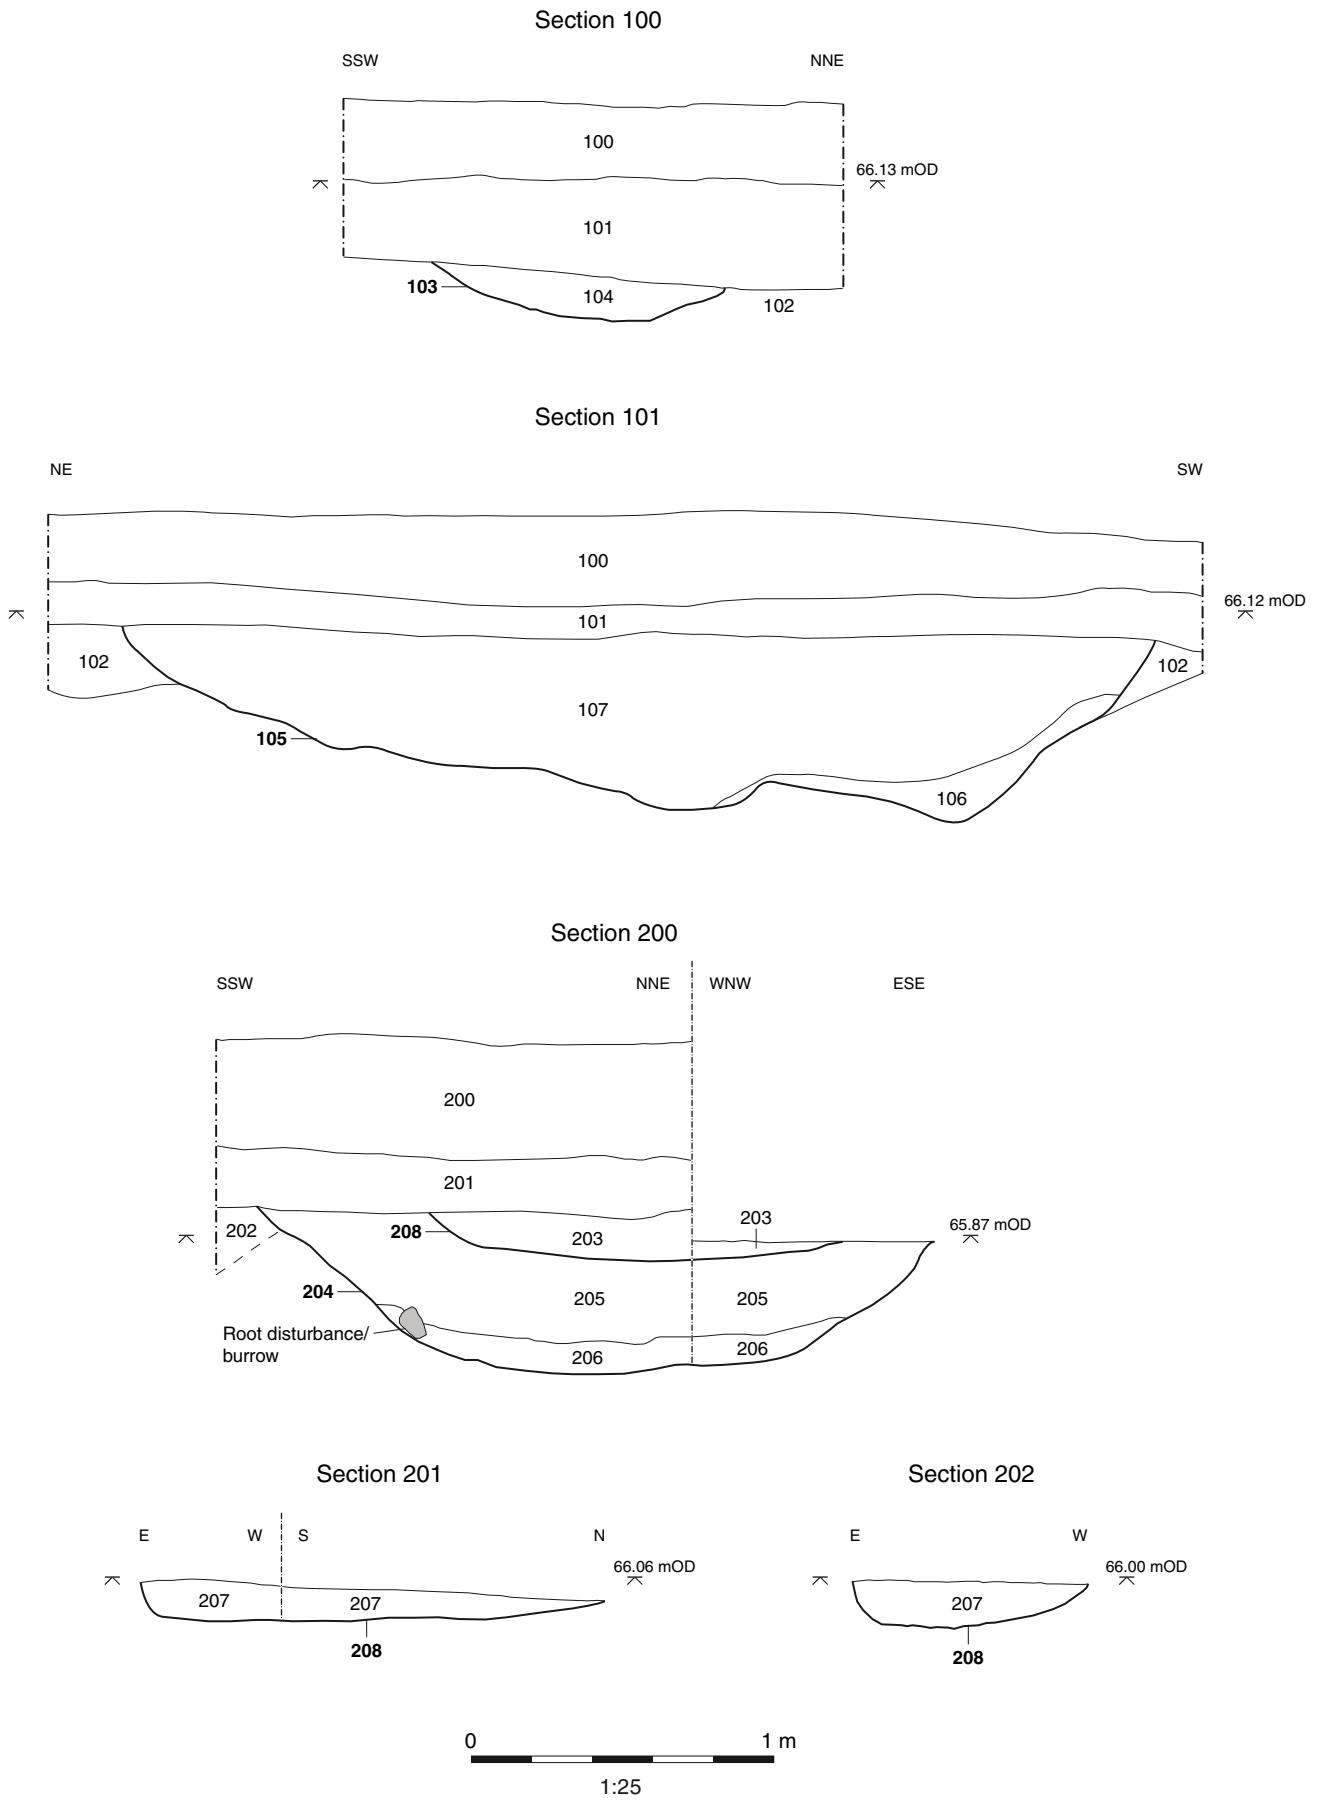 Section 100
SSW NNE
100
66.13 mOD
101
103 104 102
Section 101
NE SW
100
66.12 mOD
101
102 102
107
105
106
Section 200
SSW NNE WNW ESE
200
201
202 208 203 203 65.87 mOD
204 205 205
Root disturbance/
burrow
206 206
Section 201 Section 202
E W S N E W
66.06 mOD 66.00 mOD
207 207 207
208 208
0 1 m
1:25